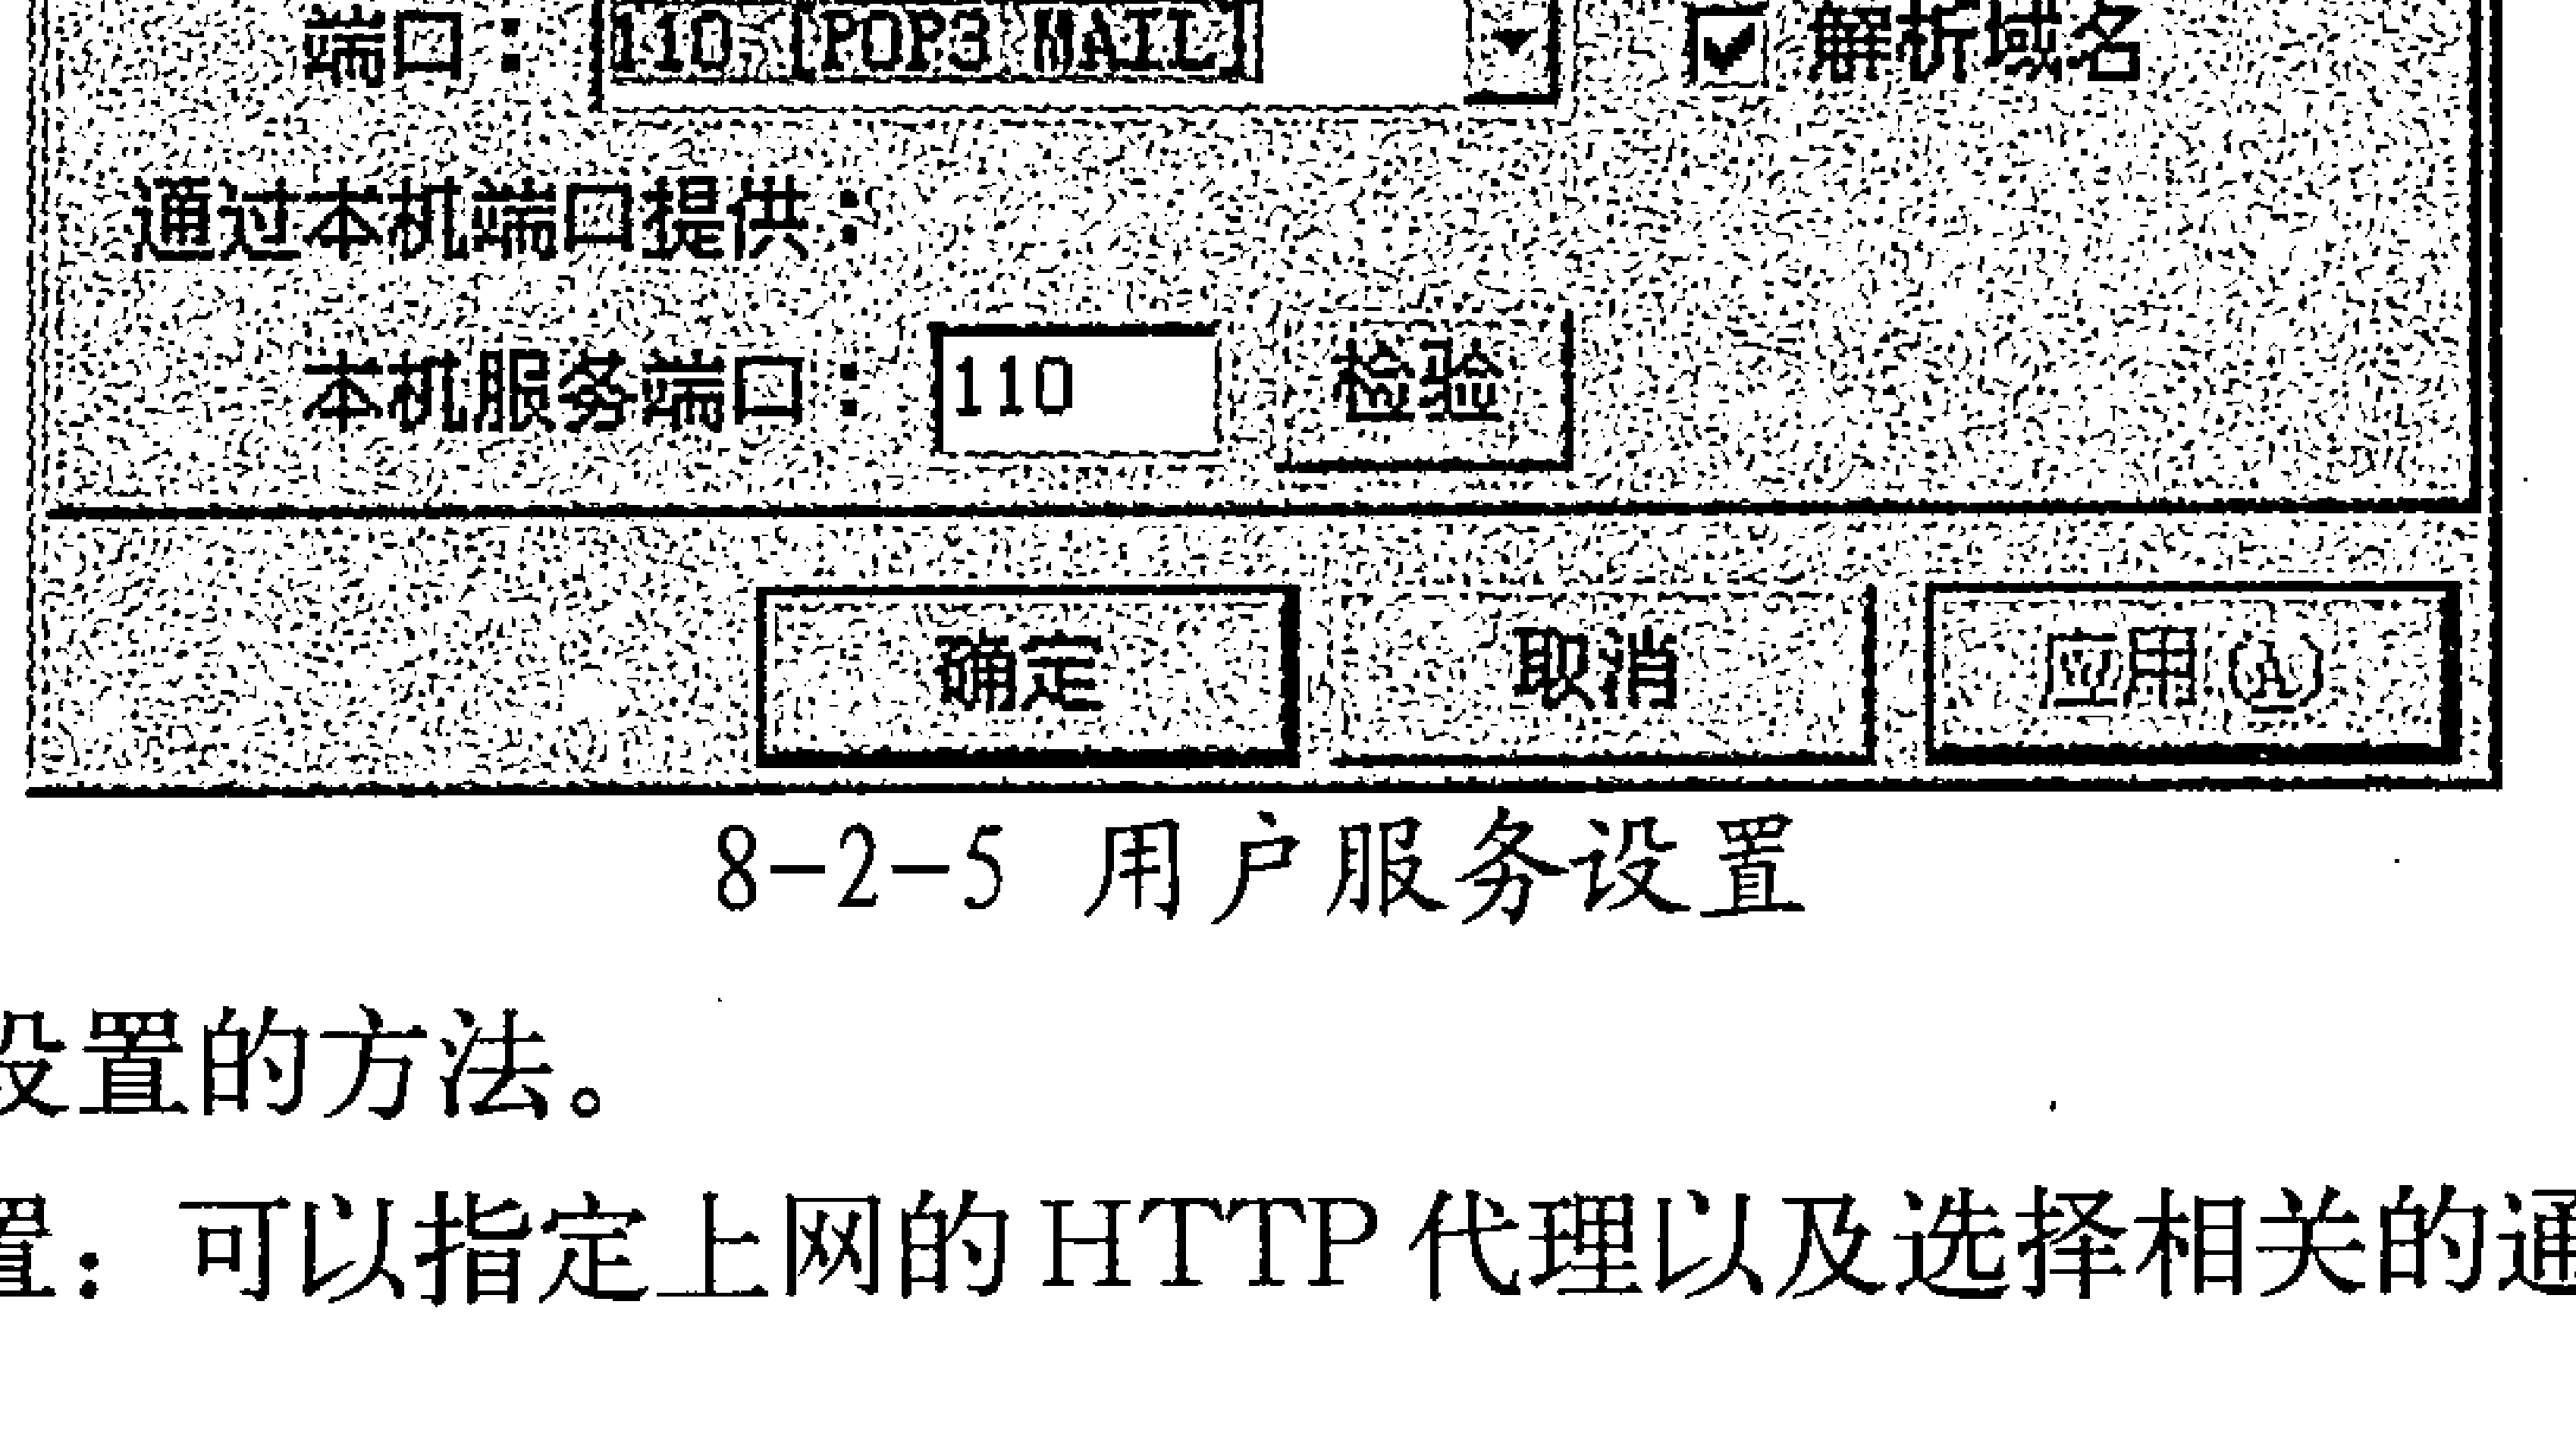 端口： 110 [POP3 MAIL] 解析域名
通过本机端口提供：
本机服务端口： 110 检验
确定 取消 应用(A)
8-2-5 用户服务设置
设置的方法。
置：可以指定上网的 HTTP 代理以及选择相关的通